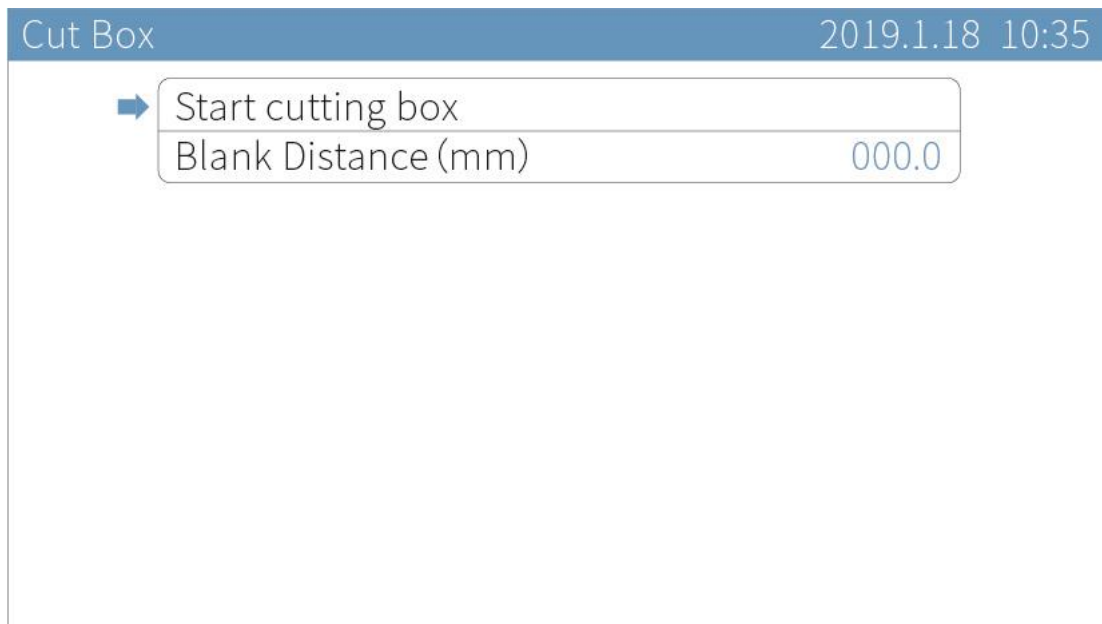 Cut Box 2019.1.18 10:35
Start cutting box
Blank Distance (mm) 000.0